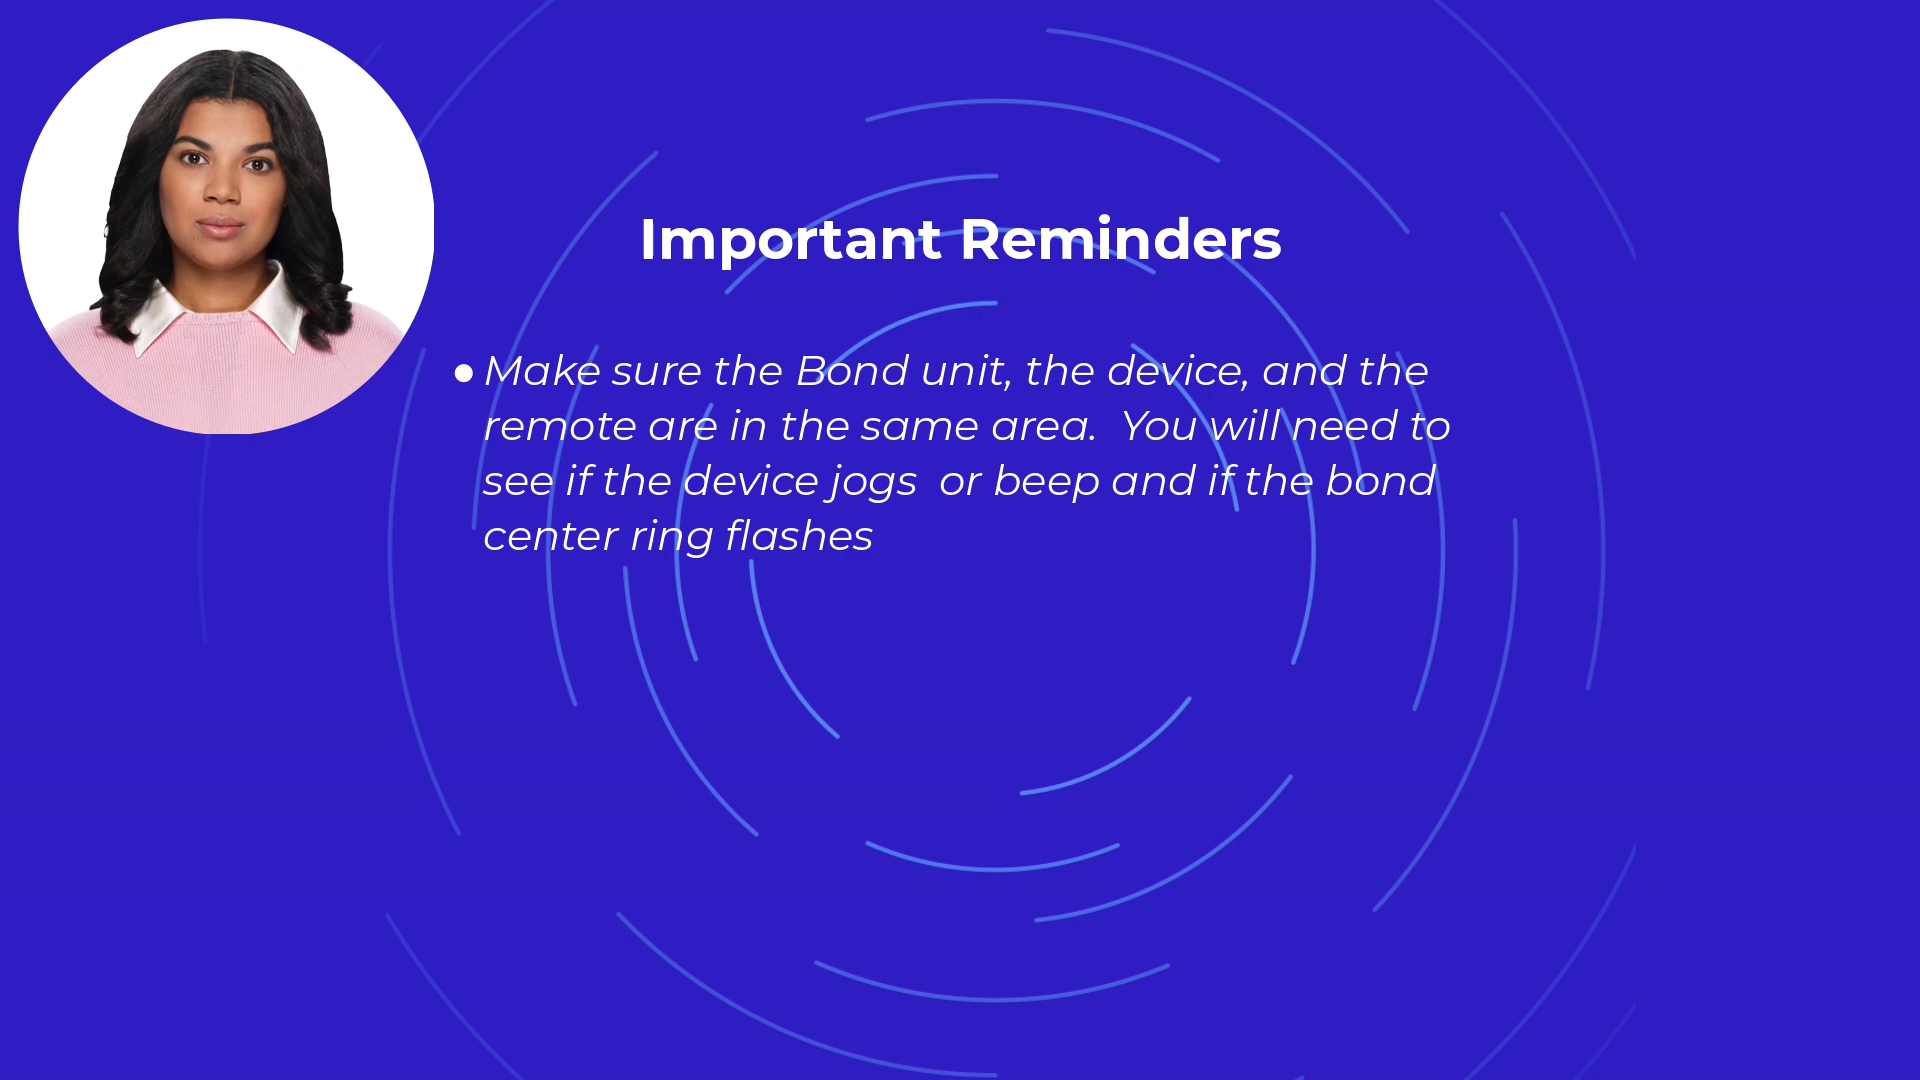 Important Reminders
● Make sure the Bond unit, the device, and the
remote are in the same area.  You will need to
see if the device jogs  or beep and if the bond
center ring flashes